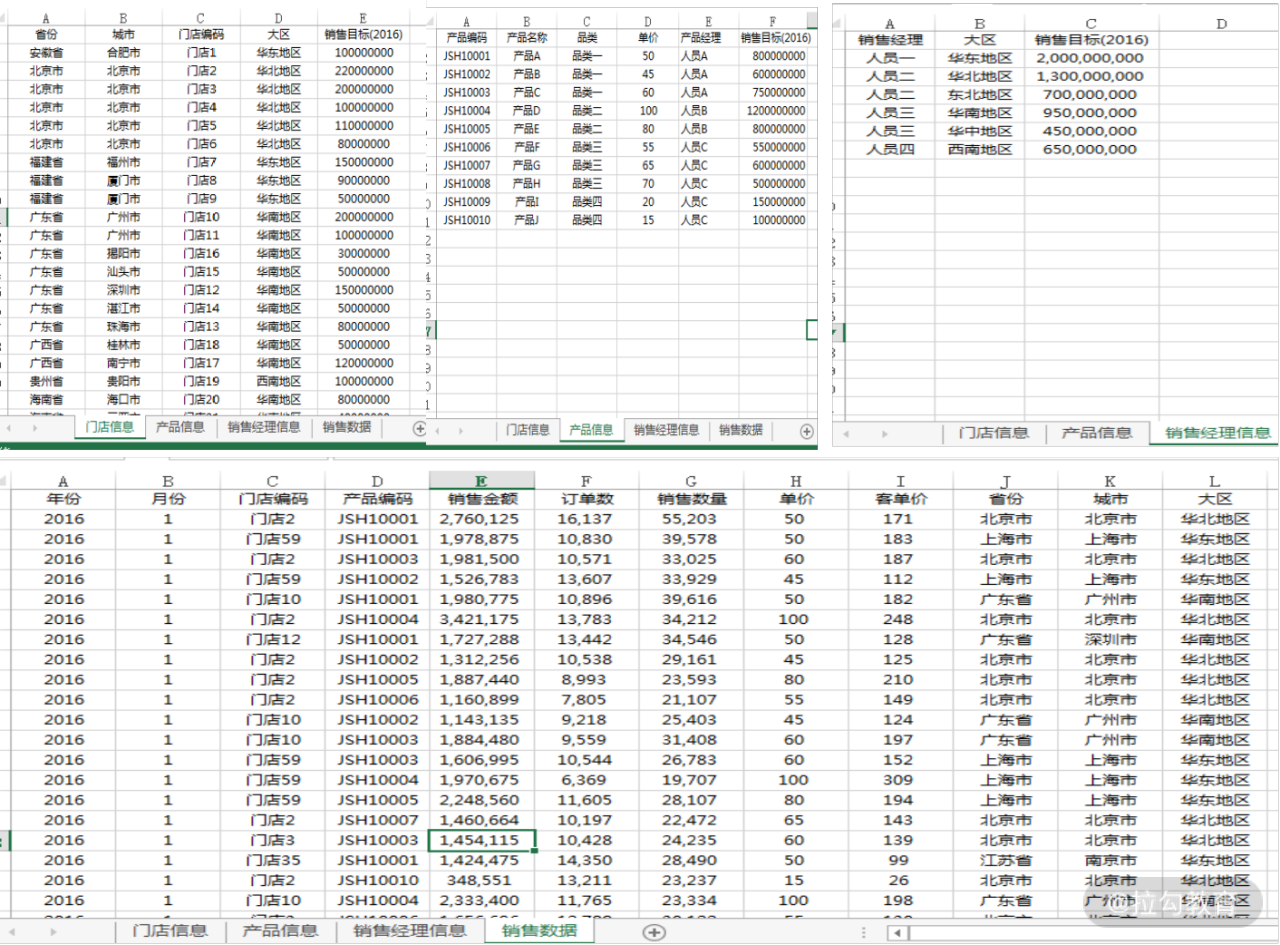 A B C D E
省份 城市 门店编码 大区 销售目标(2016)
安徽省 合肥市 门店1 华东地区 100000000
北京市 北京市 门店2 华北地区 220000000
北京市 北京市 门店3 华北地区 200000000
北京市 北京市 门店4 华北地区 100000000
北京市 北京市 门店5 华北地区 110000000
北京市 北京市 门店6 华北地区 80000000
福建省 福州市 门店7 华东地区 150000000
福建省 厦门市 门店8 华东地区 90000000
福建省 厦门市 门店9 华东地区 50000000
广东省 广州市 门店10 华南地区 200000000
广东省 广州市 门店11 华南地区 100000000
广东省 揭阳市 门店16 华南地区 30000000
广东省 汕头市 门店15 华南地区 50000000
广东省 深圳市 门店12 华南地区 150000000
广东省 湛江市 门店14 华南地区 50000000
广东省 珠海市 门店13 华南地区 80000000
广西省 桂林市 门店18 华南地区 50000000
广西省 南宁市 门店17 华南地区 120000000
贵州省 贵阳市 门店19 西南地区 100000000
海南省 海口市 门店20 华南地区 80000000
门店信息 产品信息 销售经理信息 销售数据
A B C D E F
产品编码 产品名称 品类 单价 产品经理 销售目标(2016)
JSH10001 产品A 品类一 50 人员A 800000000
JSH10002 产品B 品类一 45 人员A 600000000
JSH10003 产品C 品类一 60 人员A 750000000
JSH10004 产品D 品类二 100 人员B 1200000000
JSH10005 产品E 品类二 80 人员B 800000000
JSH10006 产品F 品类三 55 人员C 550000000
JSH10007 产品G 品类三 65 人员C 600000000
JSH10008 产品H 品类三 70 人员C 500000000
JSH10009 产品I 品类四 20 人员C 150000000
JSH10010 产品J 品类四 15 人员C 100000000
门店信息 产品信息 销售经理信息 销售数据
A B C D
销售经理 大区 销售目标(2016)
人员一 华东地区 2,000,000,000
人员二 华北地区 1,300,000,000
人员二 东北地区 700,000,000
人员三 华南地区 950,000,000
人员三 华中地区 450,000,000
人员四 西南地区 650,000,000
门店信息 产品信息 销售经理信息
A B C D E F G H I J K L
年份 月份 门店编码 产品编码 销售金额 订单数 销售数量 单价 客单价 省份 城市 大区
2016 1 门店2 JSH10001 2,760,125 16,137 55,203 50 171 北京市 北京市 华北地区
2016 1 门店59 JSH10001 1,978,875 10,830 39,578 50 183 上海市 上海市 华东地区
2016 1 门店2 JSH10003 1,981,500 10,571 33,025 60 187 北京市 北京市 华北地区
2016 1 门店59 JSH10002 1,526,783 13,607 33,929 45 112 上海市 上海市 华东地区
2016 1 门店10 JSH10001 1,980,775 10,896 39,616 50 182 广东省 广州市 华南地区
2016 1 门店2 JSH10004 3,421,175 13,783 34,212 100 248 北京市 北京市 华北地区
2016 1 门店12 JSH10001 1,727,288 13,442 34,546 50 128 广东省 深圳市 华南地区
2016 1 门店2 JSH10002 1,312,256 10,538 29,161 45 125 北京市 北京市 华北地区
2016 1 门店2 JSH10005 1,887,440 8,993 23,593 80 210 北京市 北京市 华北地区
2016 1 门店2 JSH10006 1,160,899 7,805 21,107 55 149 北京市 北京市 华北地区
2016 1 门店10 JSH10002 1,143,135 9,218 25,403 45 124 广东省 广州市 华南地区
2016 1 门店10 JSH10003 1,884,480 9,559 31,408 60 197 广东省 广州市 华南地区
2016 1 门店59 JSH10003 1,606,995 10,544 26,783 60 152 上海市 上海市 华东地区
2016 1 门店59 JSH10004 1,970,675 6,369 19,707 100 309 上海市 上海市 华东地区
2016 1 门店59 JSH10005 2,248,560 11,605 28,107 80 194 上海市 上海市 华东地区
2016 1 门店2 JSH10007 1,460,664 10,197 22,472 65 143 北京市 北京市 华北地区
2016 1 门店3 JSH10003 1,454,115 10,428 24,235 60 139 北京市 北京市 华北地区
2016 1 门店35 JSH10001 1,424,475 14,350 28,490 50 99 江苏省 南京市 华东地区
2016 1 门店2 JSH10010 348,551 13,211 23,237 15 26 北京市 北京市 华北地区
2016 1 门店10 JSH10004 2,333,400 11,765 23,334 100 198 广东省 广州市 华南地区
@拉勾教育
门店信息 产品信息 销售经理信息 销售数据